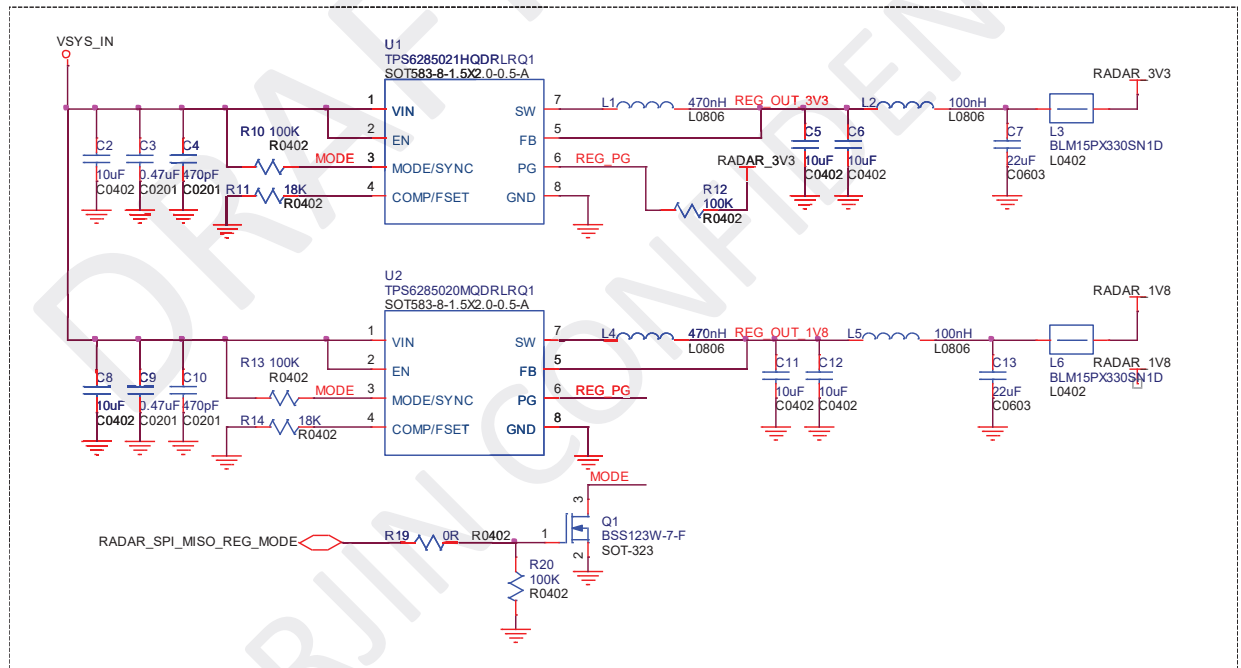 VSYS_IN
U1
TPS6285021HQDRLRQ1
SOT583-8-1.5X2.0-0.5-A
RADAR_3V3
1 VIN SW 7 L1 470nH REG_OUT_3V3 L2 100nH
L0806 L0806
2 EN FB 5
R10 100K
R0402
MODE 3 MODE/SYNC PG 6 REG_PG RADAR_3V3
R11 18K 4 COMP/FSET GND 8
R0402
R12
100K
R0402
C2 C3 C4
10uF 0.47uF 470pF
C0402 C0201 C0201
C5 C6
10uF 10uF
C0402 C0402
C7
22uF
C0603
L3
BLM15PX330SN1D
L0402
U2
TPS6285020MQDRLRQ1
SOT583-8-1.5X2.0-0.5-A
RADAR_1V8
1 VIN SW 7 L4 470nH REG_OUT_1V8 L5 100nH
L0806 L0806
2 EN FB 5
R13 100K
R0402
MODE 3 MODE/SYNC PG 6 REG_PG
R14 18K 4 COMP/FSET GND 8
R0402
C8 C9 C10
10uF 0.47uF 470pF
C0402 C0201 C0201
C11 C12
10uF 10uF
C0402 C0402
C13
22uF
C0603
RADAR_1V8
L6
BLM15PX330SN1D
L0402
MODE
3
Q1
BSS123W-7-F
SOT-323
RADAR_SPI_MISO_REG_MODE R19 0R R0402 1
2
R20
100K
R0402
DRAF
RJIN CONFIDEN